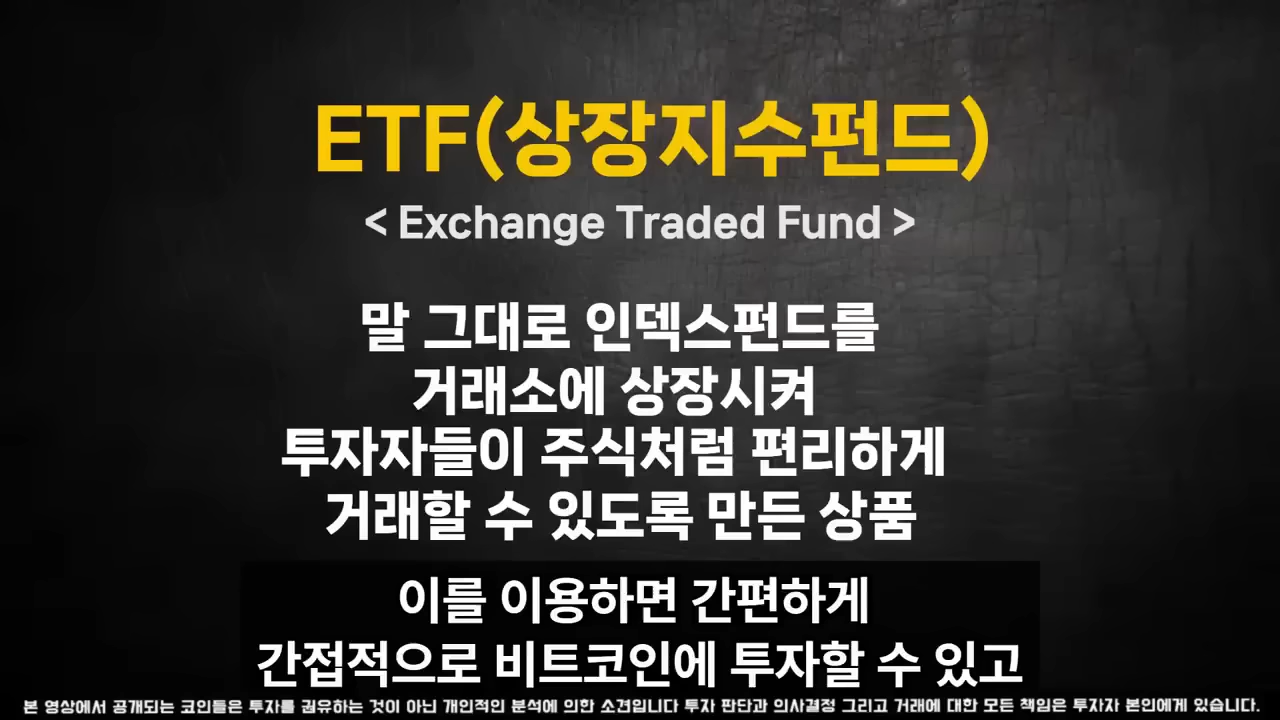 ETF(상장지수펀드)
< Exchange Traded Fund >
말 그대로 인덱스펀드를
거래소에 상장시켜
투자자들이 주식처럼 편리하게
거래할 수 있도록 만든 상품
이를 이용하면 간편하게
간접적으로 비트코인에 투자할 수 있고
본 영상에서 공개되는 코인들은 투자를 권유하는 것이 아닌 개인적인 분석에 의한 소견입니다 투자 판단과 의사결정 그리고 거래에 대한 모든 책임은 투자자 본인에게 있습니다.